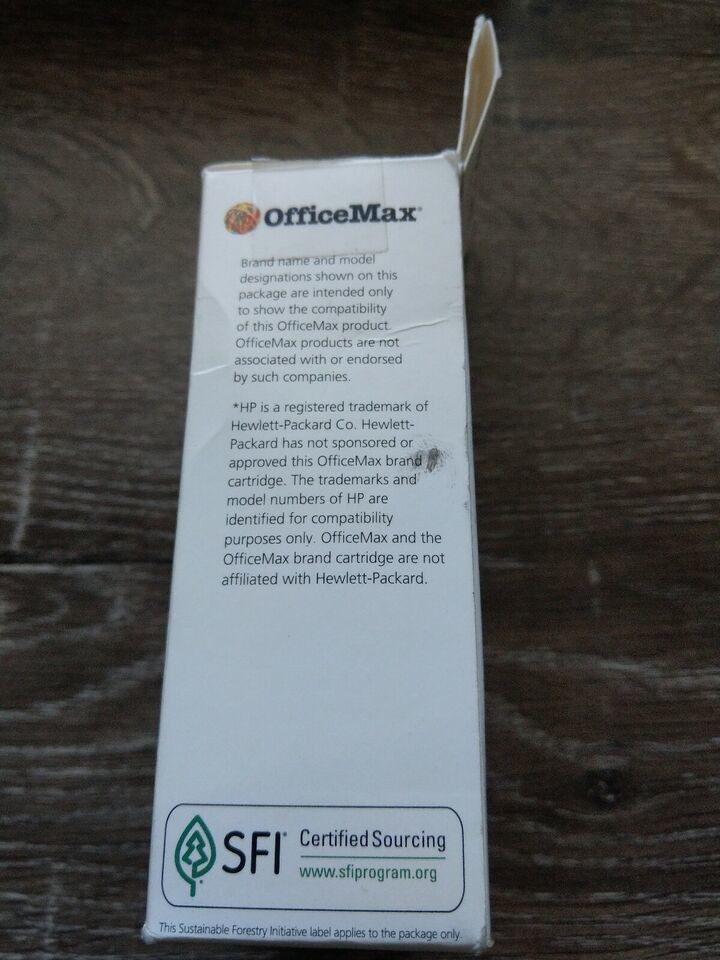 OfficeMax®
Brand name and model
designations shown on this
package are intended only
to show the compatibility
of this OfficeMax product.
OfficeMax products are not
associated with or endorsed
by such companies.
*HP is a registered trademark of
Hewlett-Packard Co. Hewlett-
Packard has not sponsored or
approved this OfficeMax brand
cartridge. The trademarks and
model numbers of HP are
identified for compatibility
purposes only. OfficeMax and the
OfficeMax brand cartridge are not
affiliated with Hewlett-Packard.
SFI®
Certified Sourcing
www.sfiprogram.org
This Sustainable Forestry Initiative label applies to the package only.